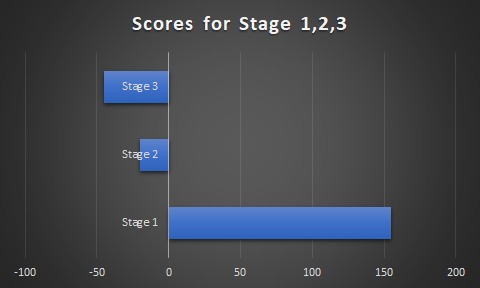 Scores for Stage 1,2,3
Stage 3
Stage 2
Stage 1
-100 -50 0 50 100 150 200